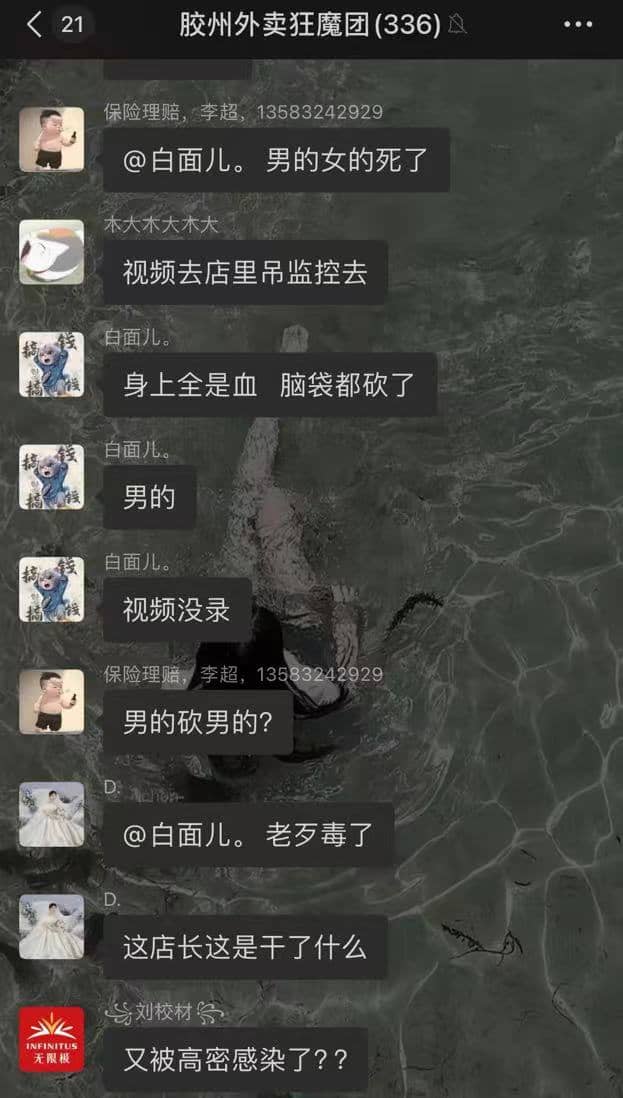 21
胶州外卖狂魔团(336)
保险理赔，李超，13583242929
@白面儿。 男的女的死了
木大木大木大
视频去店里吊监控去
白面儿。
身上全是血 脑袋都砍了
白面儿。
男的
白面儿。
视频没录
保险理赔，李超，13583242929
男的砍男的？
D.
@白面儿。 老歹毒了
D.
这店长这是干了什么
꧁刘校材꧂
又被高密感染了？？
INFINITUS
无限极